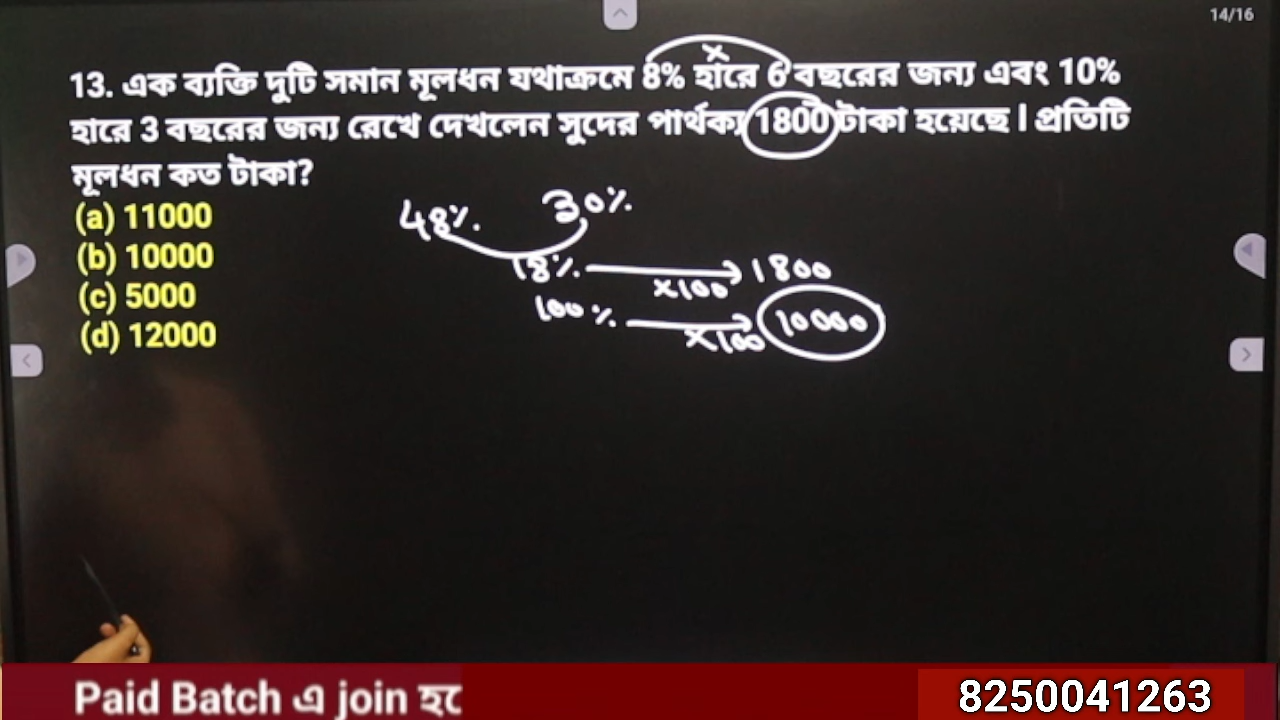 14/16
13. এক ব্যক্তি দুটি সমান মূলধন যথাক্রমে 8% হারে 6 বছরের জন্য এবং 10%
হারে 3 বছরের জন্য রেখে দেখলেন সুদের পার্থক্য 1800 টাকা হয়েছে l প্রতিটি
মূলধন কত টাকা?
(a) 11000
(b) 10000
(c) 5000
(d) 12000
×
48%. 30%
18%. → 1800
×100
100% → 10000
×100
Paid Batch এ join হতে
8250041263